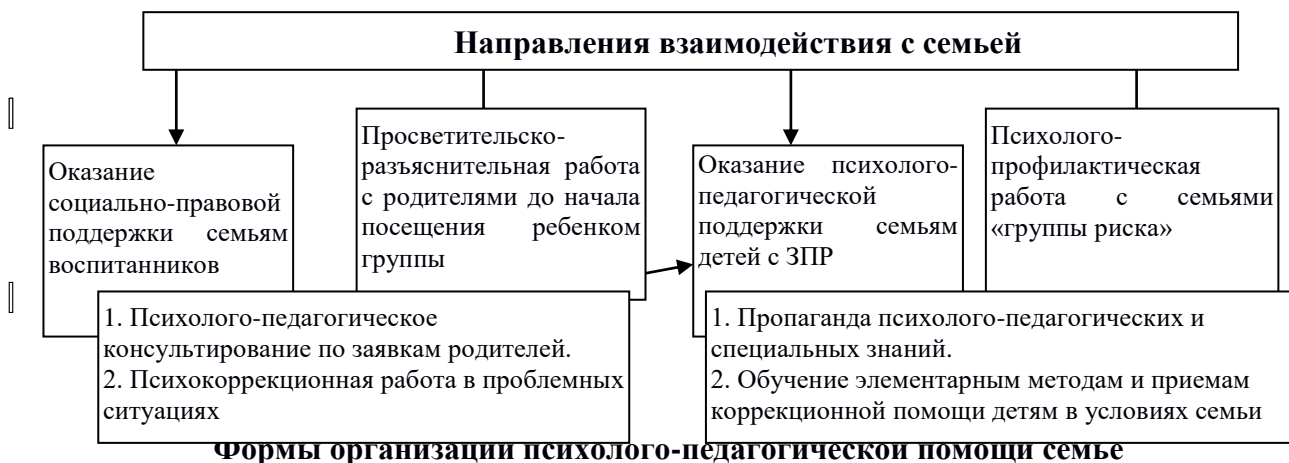 Направления взаимодействия с семьей
Оказание
социально-правовой
поддержки семьям
воспитанников
Просветительско-
разъяснительная работа
с родителями до начала
посещения ребенком
группы
Оказание психолого-
педагогической
поддержки семьям
детей с ЗПР
Психолого-
профилактическая
работа с семьями
«группы риска»
1. Психолого-педагогическое
консультирование по заявкам родителей.
2. Психокоррекционная работа в проблемных
ситуациях
1. Пропаганда психолого-педагогических и
специальных знаний.
2. Обучение элементарным методам и приемам
коррекционной помощи детям в условиях семьи
Формы организации психолого-педагогической помощи семье